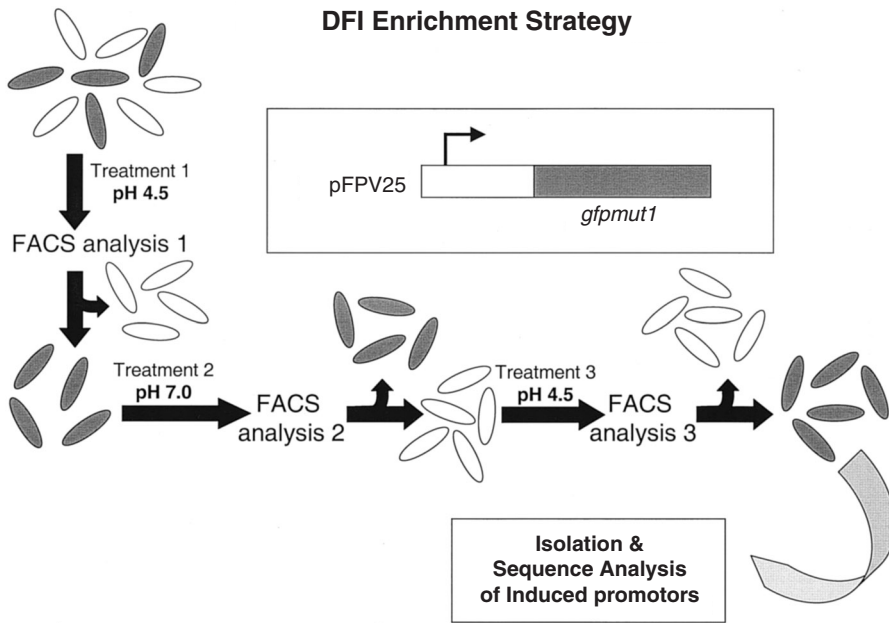 DFI Enrichment Strategy
Treatment 1
pH 4.5
FACS analysis 1
pFPV25
gfpmut1
Treatment 2
pH 7.0
FACS
analysis 2
Treatment 3
pH 4.5
FACS
analysis 3
Isolation &
Sequence Analysis
of Induced promotors